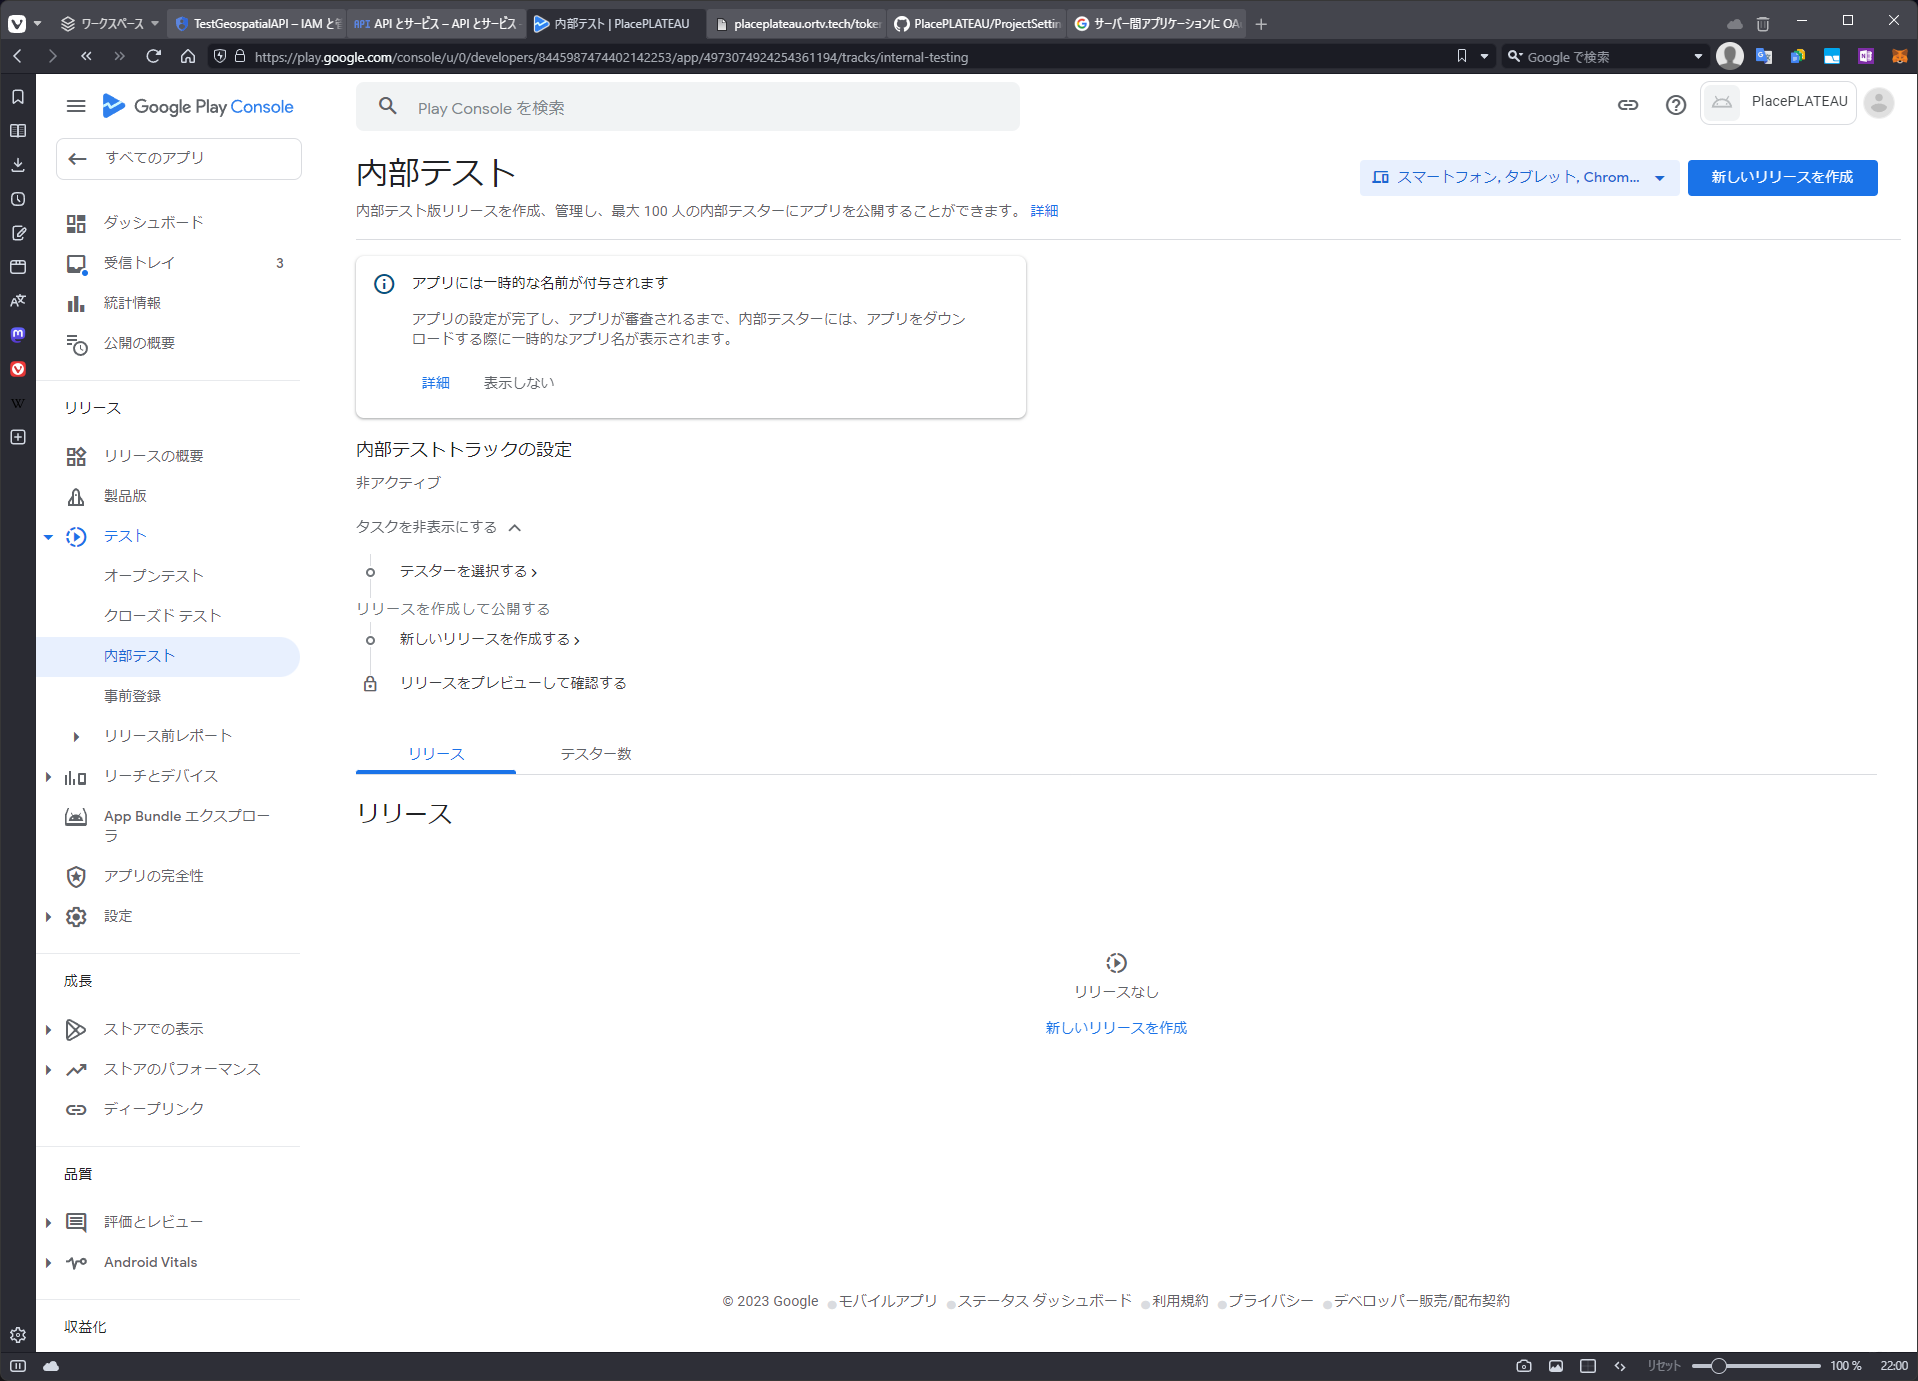 ワークスペース
TestGeospatialAPI – IAM と管
API API とサービス – API とサービス
内部テスト | PlacePLATEAU
placeplateau.ortv.tech/toke
PlacePLATEAU/ProjectSettin
サーバー間アプリケーションに OA
https://play.google.com/console/u/0/developers/8445987474402142253/app/4973074924254361194/tracks/internal-testing
Google で検索
Google Play Console
Play Console を検索
PlacePLATEAU
すべてのアプリ
ダッシュボード
受信トレイ 3
統計情報
公開の概要
リリース
リリースの概要
製品版
テスト
オープンテスト
クローズド テスト
内部テスト
事前登録
リリース前レポート
リーチとデバイス
App Bundle エクスプロー
ラ
アプリの完全性
設定
成長
ストアでの表示
ストアのパフォーマンス
ディープリンク
品質
評価とレビュー
Android Vitals
収益化
内部テスト
スマートフォン, タブレット, Chrom...
新しいリリースを作成
内部テスト版リリースを作成、管理し、最大 100 人の内部テスターにアプリを公開することができます。 詳細
アプリには一時的な名前が付与されます
アプリの設定が完了し、アプリが審査されるまで、内部テスターには、アプリをダウン
ロードする際に一時的なアプリ名が表示されます。
詳細 表示しない
内部テストトラックの設定
非アクティブ
タスクを非表示にする
テスターを選択する
リリースを作成して公開する
新しいリリースを作成する
リリースをプレビューして確認する
リリース テスター数
リリース
リリースなし
新しいリリースを作成
© 2023 Google モバイルアプリ ステータス ダッシュボード 利用規約 プライバシー デベロッパー販売/配布契約
リセット 100 % 22:00